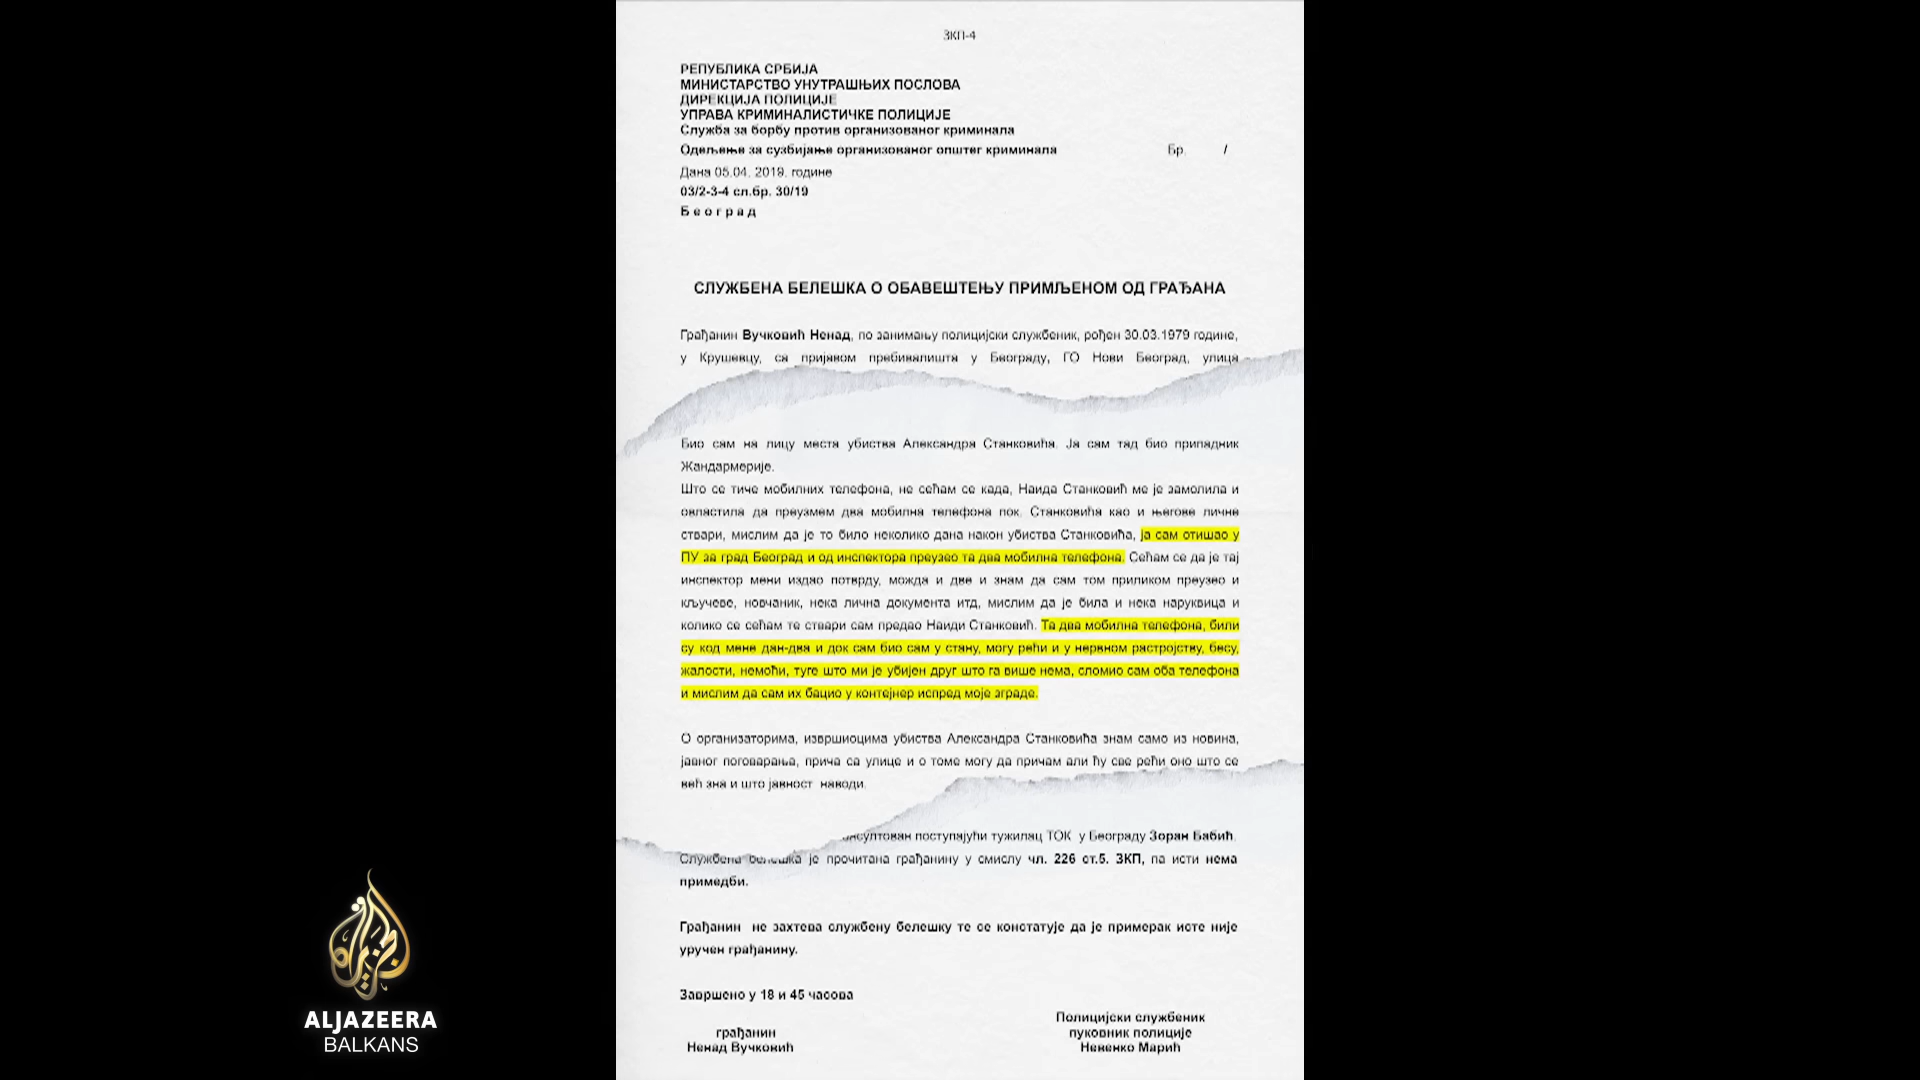 ЗКП-4
РЕПУБЛИКА СРБИЈА
МИНИСТАРСТВО УНУТРАШЊИХ ПОСЛОВА
ДИРЕКЦИЈА ПОЛИЦИЈЕ
УПРАВА КРИМИНАЛИСТИЧКЕ ПОЛИЦИЈЕ
Служба за борбу против организованог криминала
Одељење за сузбијање организованог општег криминала Бр. /
Дана 05.04. 2019. године
03/2-3-4 сл.бр. 30/19
Б е о г р а д
СЛУЖБЕНА БЕЛЕШКА О ОБАВЕШТЕЊУ ПРИМЉЕНОМ ОД ГРАЂАНА
Грађанин Вучковић Ненад, по занимању полицијски службеник, рођен 30.03.1979 године,
у Крушевцу, са пријавом пребивалишта у Београду, ГО Нови Београд, улица
Био сам на лицу места убиства Александра Станковића. Ја сам тад био припадник
Жандармерије.
Што се тиче мобилних телефона, не сећам се када, Наида Станковић ме је замолила и
овластила да преузмем два мобилна телефона пок. Станковића као и његове личне
ствари, мислим да је то било неколико дана након убиства Станковића, ја сам отишао у
ПУ за град Београд и од инспектора преузео та два мобилна телефона. Сећам се да је тај
инспектор мени издао потврду, можда и две и знам да сам том приликом преузео и
кључеве, новчаник, нека лична документа итд, мислим да је била и нека наруквица и
колико се сећам те ствари сам предао Наиди Станковић. Та два мобилна телефона, били
су код мене дан-два и док сам био сам у стану, могу рећи и у нервном растројству, бесу,
жалости, немоћи, туге што ми је убијен друг што га више нема, сломио сам оба телефона
и мислим да сам их бацио у контејнер испред моје зграде.
О организаторима, извршиоцима убиства Александра Станковића знам само из новина,
јавног поговарања, прича са улице и о томе могу да причам али ћу све рећи оно што се
већ зна и што јавност наводи.
поступајући тужилац ТОК у Београду Зоран Бабић.
Службена белешка је прочитана грађанину у смислу чл. 226 ст.5. ЗКП, па исти нема
примедби.
Грађанин не захтева службену белешку те се констатује да је примерак исте није
уручен грађанину.
Завршено у 18 и 45 часова
грађанин
Ненад Вучковић
Полицијски службеник
пуковник полиције
Невенко Марић
ALJAZEERA
BALKANS